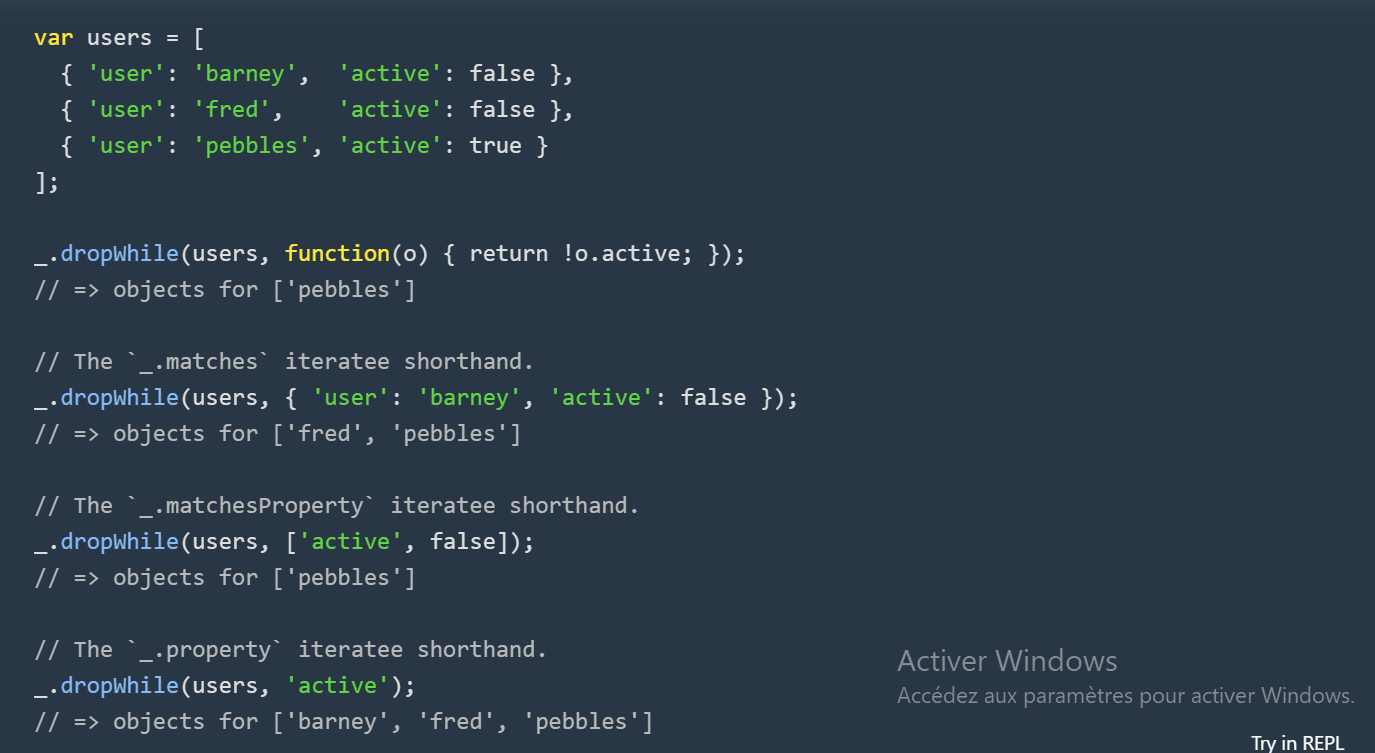 var users = [
  { 'user': 'barney',  'active': false },
  { 'user': 'fred',    'active': false },
  { 'user': 'pebbles', 'active': true }
];
_.dropWhile(users, function(o) { return !o.active; });
// => objects for ['pebbles']
// The `_.matches` iteratee shorthand.
_.dropWhile(users, { 'user': 'barney', 'active': false });
// => objects for ['fred', 'pebbles']
// The `_.matchesProperty` iteratee shorthand.
_.dropWhile(users, ['active', false]);
// => objects for ['pebbles']
// The `_.property` iteratee shorthand.
_.dropWhile(users, 'active');
// => objects for ['barney', 'fred', 'pebbles']
Activer Windows
Accédez aux paramètres pour activer Windows.
Try in REPL